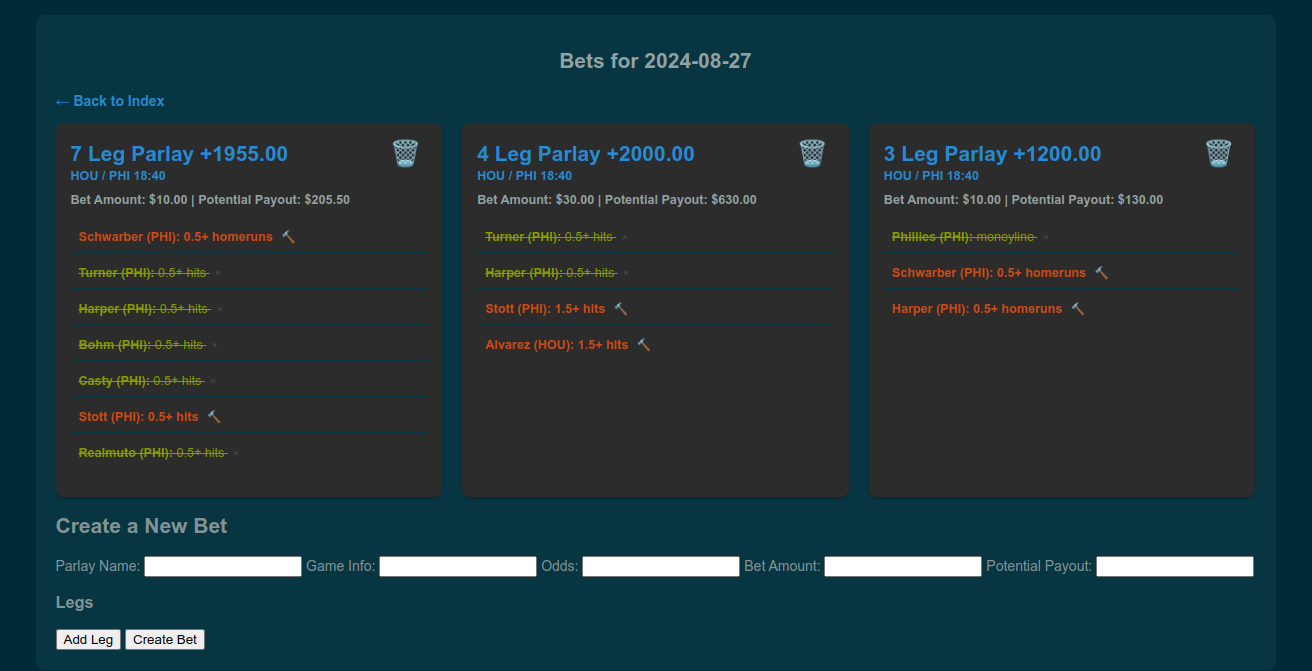 Bets for 2024-08-27
← Back to Index
7 Leg Parlay +1955.00
HOU / PHI 18:40
Bet Amount: $10.00 | Potential Payout: $205.50
Schwarber (PHI): 0.5+ homeruns
Turner (PHI): 0.5+ hits ×
Harper (PHI): 0.5+ hits ×
Bohm (PHI): 0.5+ hits ×
Casty (PHI): 0.5+ hits ×
Stott (PHI): 0.5+ hits
Realmuto (PHI): 0.5+ hits ×
4 Leg Parlay +2000.00
HOU / PHI 18:40
Bet Amount: $30.00 | Potential Payout: $630.00
Turner (PHI): 0.5+ hits ×
Harper (PHI): 0.5+ hits ×
Stott (PHI): 1.5+ hits
Alvarez (HOU): 1.5+ hits
3 Leg Parlay +1200.00
HOU / PHI 18:40
Bet Amount: $10.00 | Potential Payout: $130.00
Phillies (PHI): moneyline ×
Schwarber (PHI): 0.5+ homeruns
Harper (PHI): 0.5+ homeruns
Create a New Bet
Parlay Name: Game Info: Odds: Bet Amount: Potential Payout:
Legs
Add Leg Create Bet